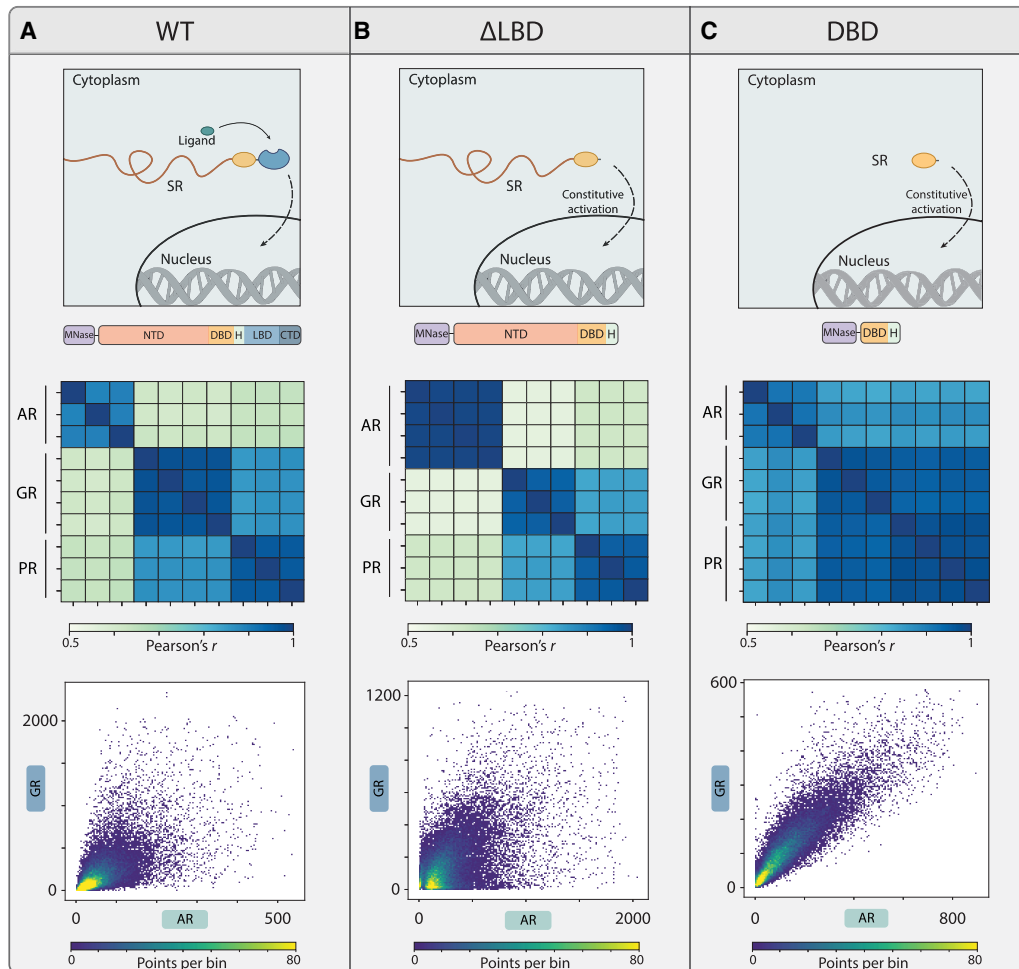 A WT
Cytoplasm
Ligand
SR
Nucleus
MNase NTD DBD H LBD CTD
AR
GR
PR
0.5 1
Pearson's r
2000
GR
0
0 500
AR
0 80
Points per bin
B ΔLBD
Cytoplasm
SR
Constitutive
activation
Nucleus
MNase NTD DBD H
AR
GR
PR
0.5 1
Pearson's r
1200
GR
0
0 2000
AR
0 80
Points per bin
C DBD
Cytoplasm
SR
Constitutive
activation
Nucleus
MNase DBD H
AR
GR
PR
0.5 1
Pearson's r
600
GR
0
0 800
AR
0 80
Points per bin